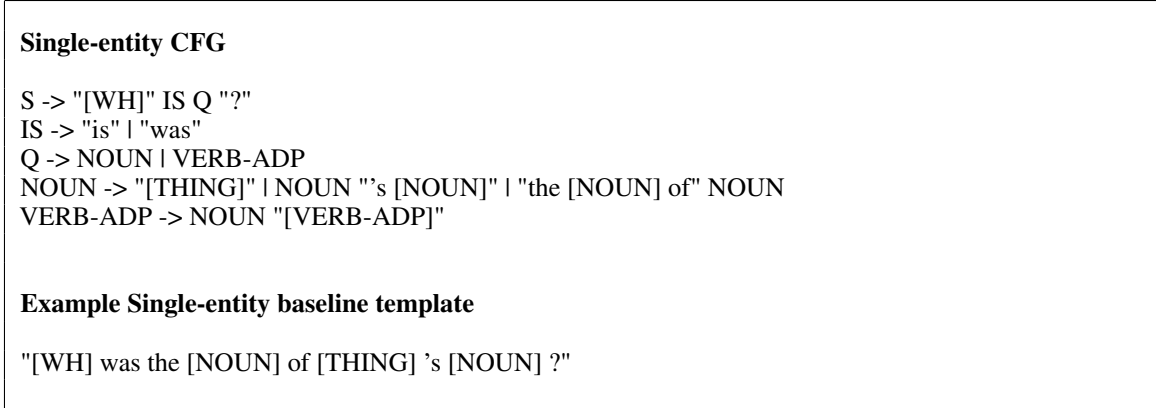 Single-entity CFG
S -> "[WH]" IS Q "?"
IS -> "is" | "was"
Q -> NOUN | VERB-ADP
NOUN -> "[THING]" | NOUN "'s [NOUN]" | "the [NOUN] of" NOUN
VERB-ADP -> NOUN "[VERB-ADP]"
Example Single-entity baseline template
"[WH] was the [NOUN] of [THING] 's [NOUN] ?"